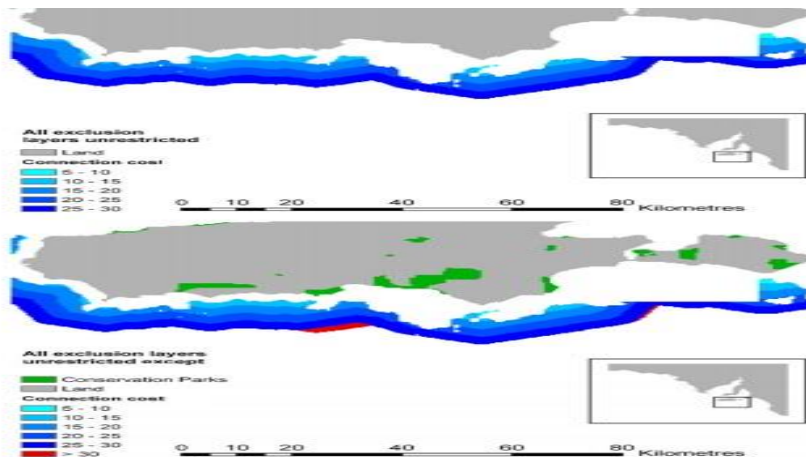 All exclusion
layers unrestricted
Land
Connection cost
5 - 10
10 - 15
15 - 20
20 - 25
25 - 30
0 20 40 60 80
Kilometres
All exclusion layers
unrestricted except
Conservation Parks
Land
Connection cost
5 - 10
10 - 15
15 - 20
20 - 25
25 - 30
> 30
0 20 40 60 80
Kilometres